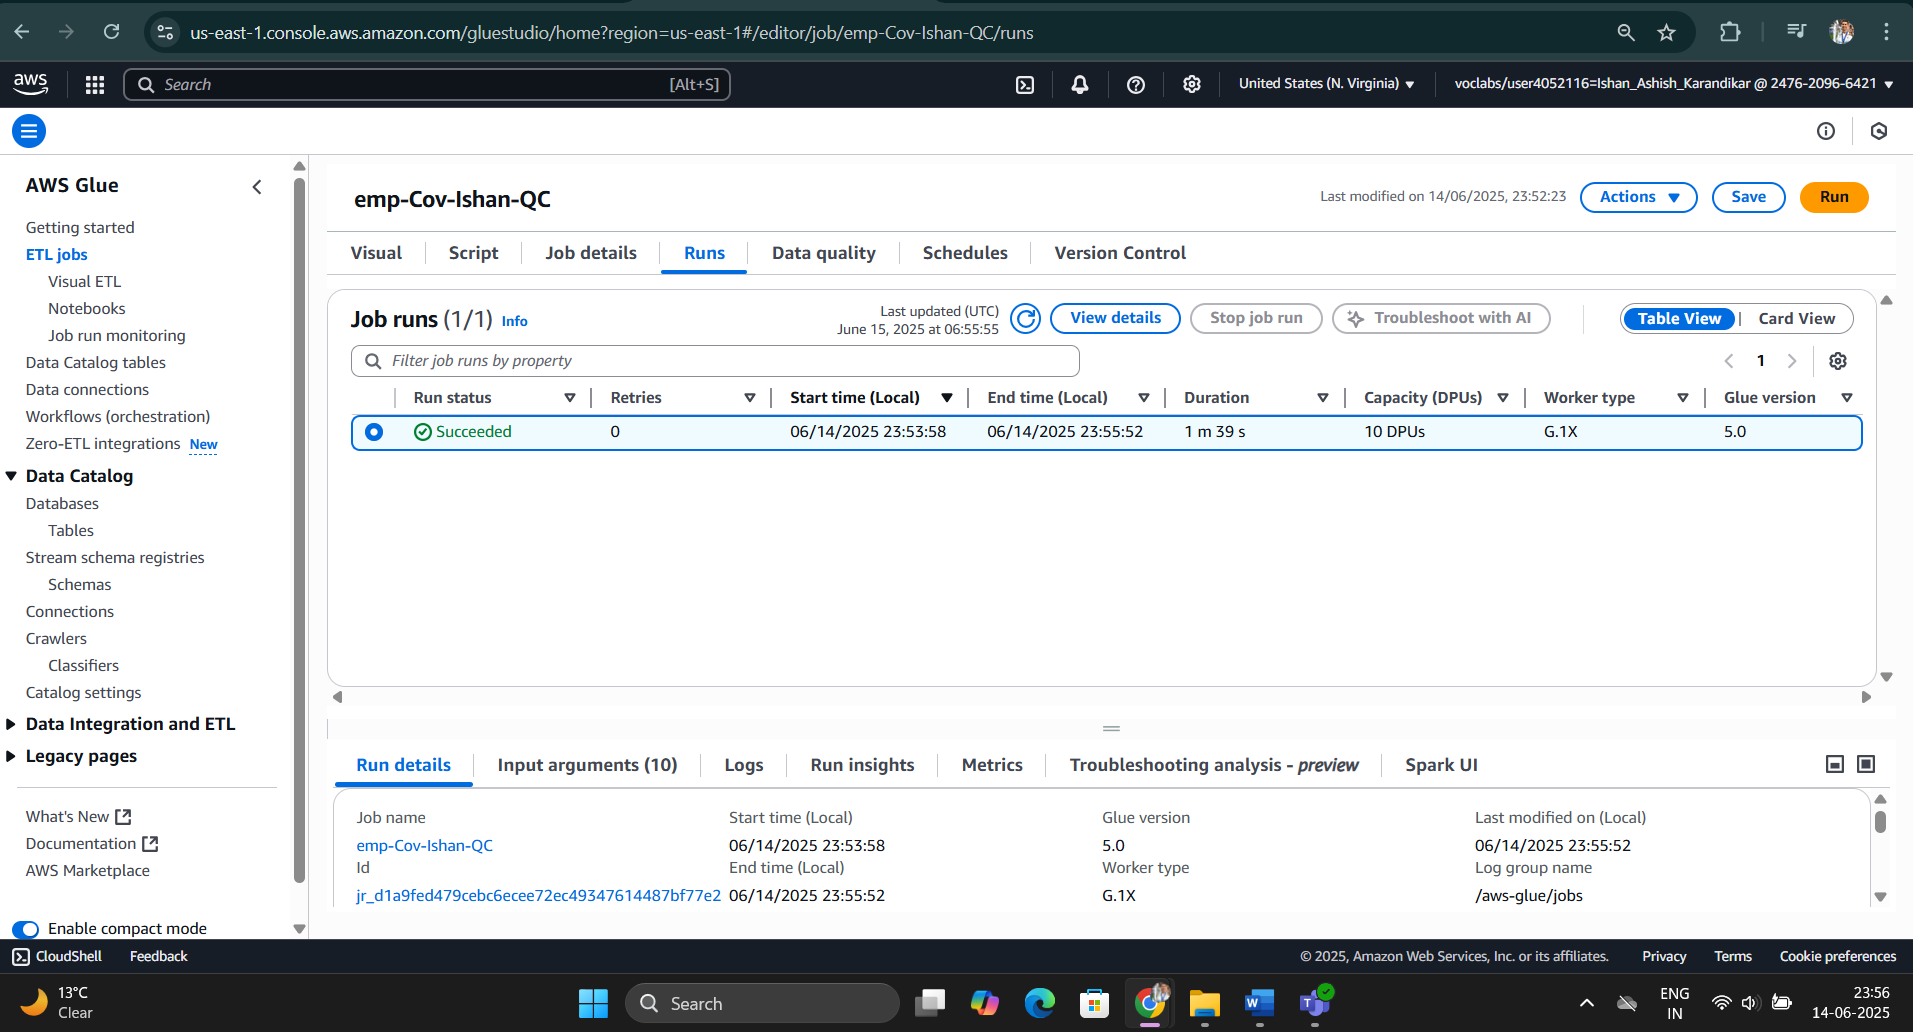 us-east-1.console.aws.amazon.com/gluestudio/home?region=us-east-1#/editor/job/emp-Cov-Ishan-QC/runs
aws
Search
[Alt+S]
United States (N. Virginia)
voclabs/user4052116=Ishan_Ashish_Karandikar @ 2476-2096-6421
AWS Glue
Getting started
ETL jobs
Visual ETL
Notebooks
Job run monitoring
Data Catalog tables
Data connections
Workflows (orchestration)
Zero-ETL integrations New
Data Catalog
Databases
Tables
Stream schema registries
Schemas
Connections
Crawlers
Classifiers
Catalog settings
Data Integration and ETL
Legacy pages
What's New
Documentation
AWS Marketplace
Enable compact mode
emp-Cov-Ishan-QC
Last modified on 14/06/2025, 23:52:23
Actions
Save
Run
Visual
Script
Job details
Runs
Data quality
Schedules
Version Control
Job runs (1/1) Info
Last updated (UTC)
June 15, 2025 at 06:55:55
View details
Stop job run
Troubleshoot with AI
Table View
Card View
Filter job runs by property
1
Run status Retries Start time (Local) End time (Local) Duration Capacity (DPUs) Worker type Glue version
Succeeded 0 06/14/2025 23:53:58 06/14/2025 23:55:52 1 m 39 s 10 DPUs G.1X 5.0
Run details
Input arguments (10)
Logs
Run insights
Metrics
Troubleshooting analysis - preview
Spark UI
Job name
emp-Cov-Ishan-QC
Id
jr_d1a9fed479cebc6ecee72ec49347614487bf77e2
Start time (Local)
06/14/2025 23:53:58
End time (Local)
06/14/2025 23:55:52
Glue version
5.0
Worker type
G.1X
Last modified on (Local)
06/14/2025 23:55:52
Log group name
/aws-glue/jobs
CloudShell
Feedback
© 2025, Amazon Web Services, Inc. or its affiliates.
Privacy
Terms
Cookie preferences
13°C
Clear
Search
ENG
IN
23:56
14-06-2025